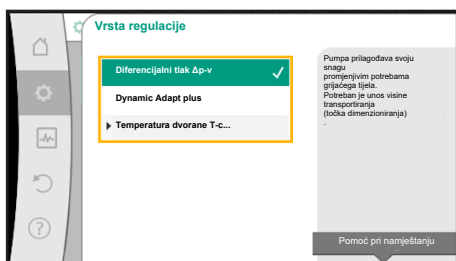 Vrsta regulacije
Diferencijalni tlak Δp-v
Dynamic Adapt plus
Temperatura dvorane T-c...
Pumpa prilagođava svoju
snagu
promjenjivim potrebama
grijaćega tijela.
Potreban je unos visine
transportiranja
(točka dimenzioniranja)
.
Pomoć pri namještanju